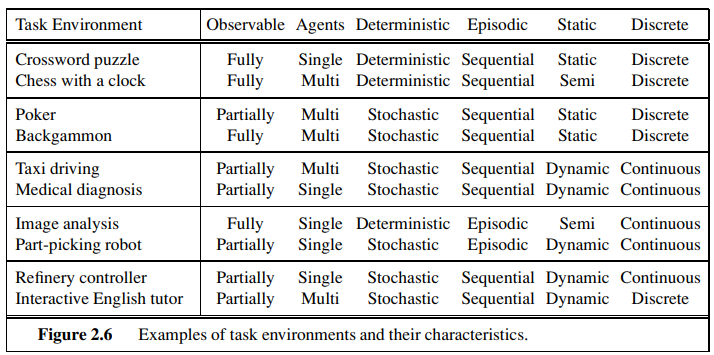 Task Environment Observable Agents Deterministic Episodic Static Discrete
Crossword puzzle Fully Single Deterministic Sequential Static Discrete
Chess with a clock Fully Multi Deterministic Sequential Semi Discrete
Poker Partially Multi Stochastic Sequential Static Discrete
Backgammon Fully Multi Stochastic Sequential Static Discrete
Taxi driving Partially Multi Stochastic Sequential Dynamic Continuous
Medical diagnosis Partially Single Stochastic Sequential Dynamic Continuous
Image analysis Fully Single Deterministic Episodic Semi Continuous
Part-picking robot Partially Single Stochastic Episodic Dynamic Continuous
Refinery controller Partially Single Stochastic Sequential Dynamic Continuous
Interactive English tutor Partially Multi Stochastic Sequential Dynamic Discrete
Figure 2.6 Examples of task environments and their characteristics.